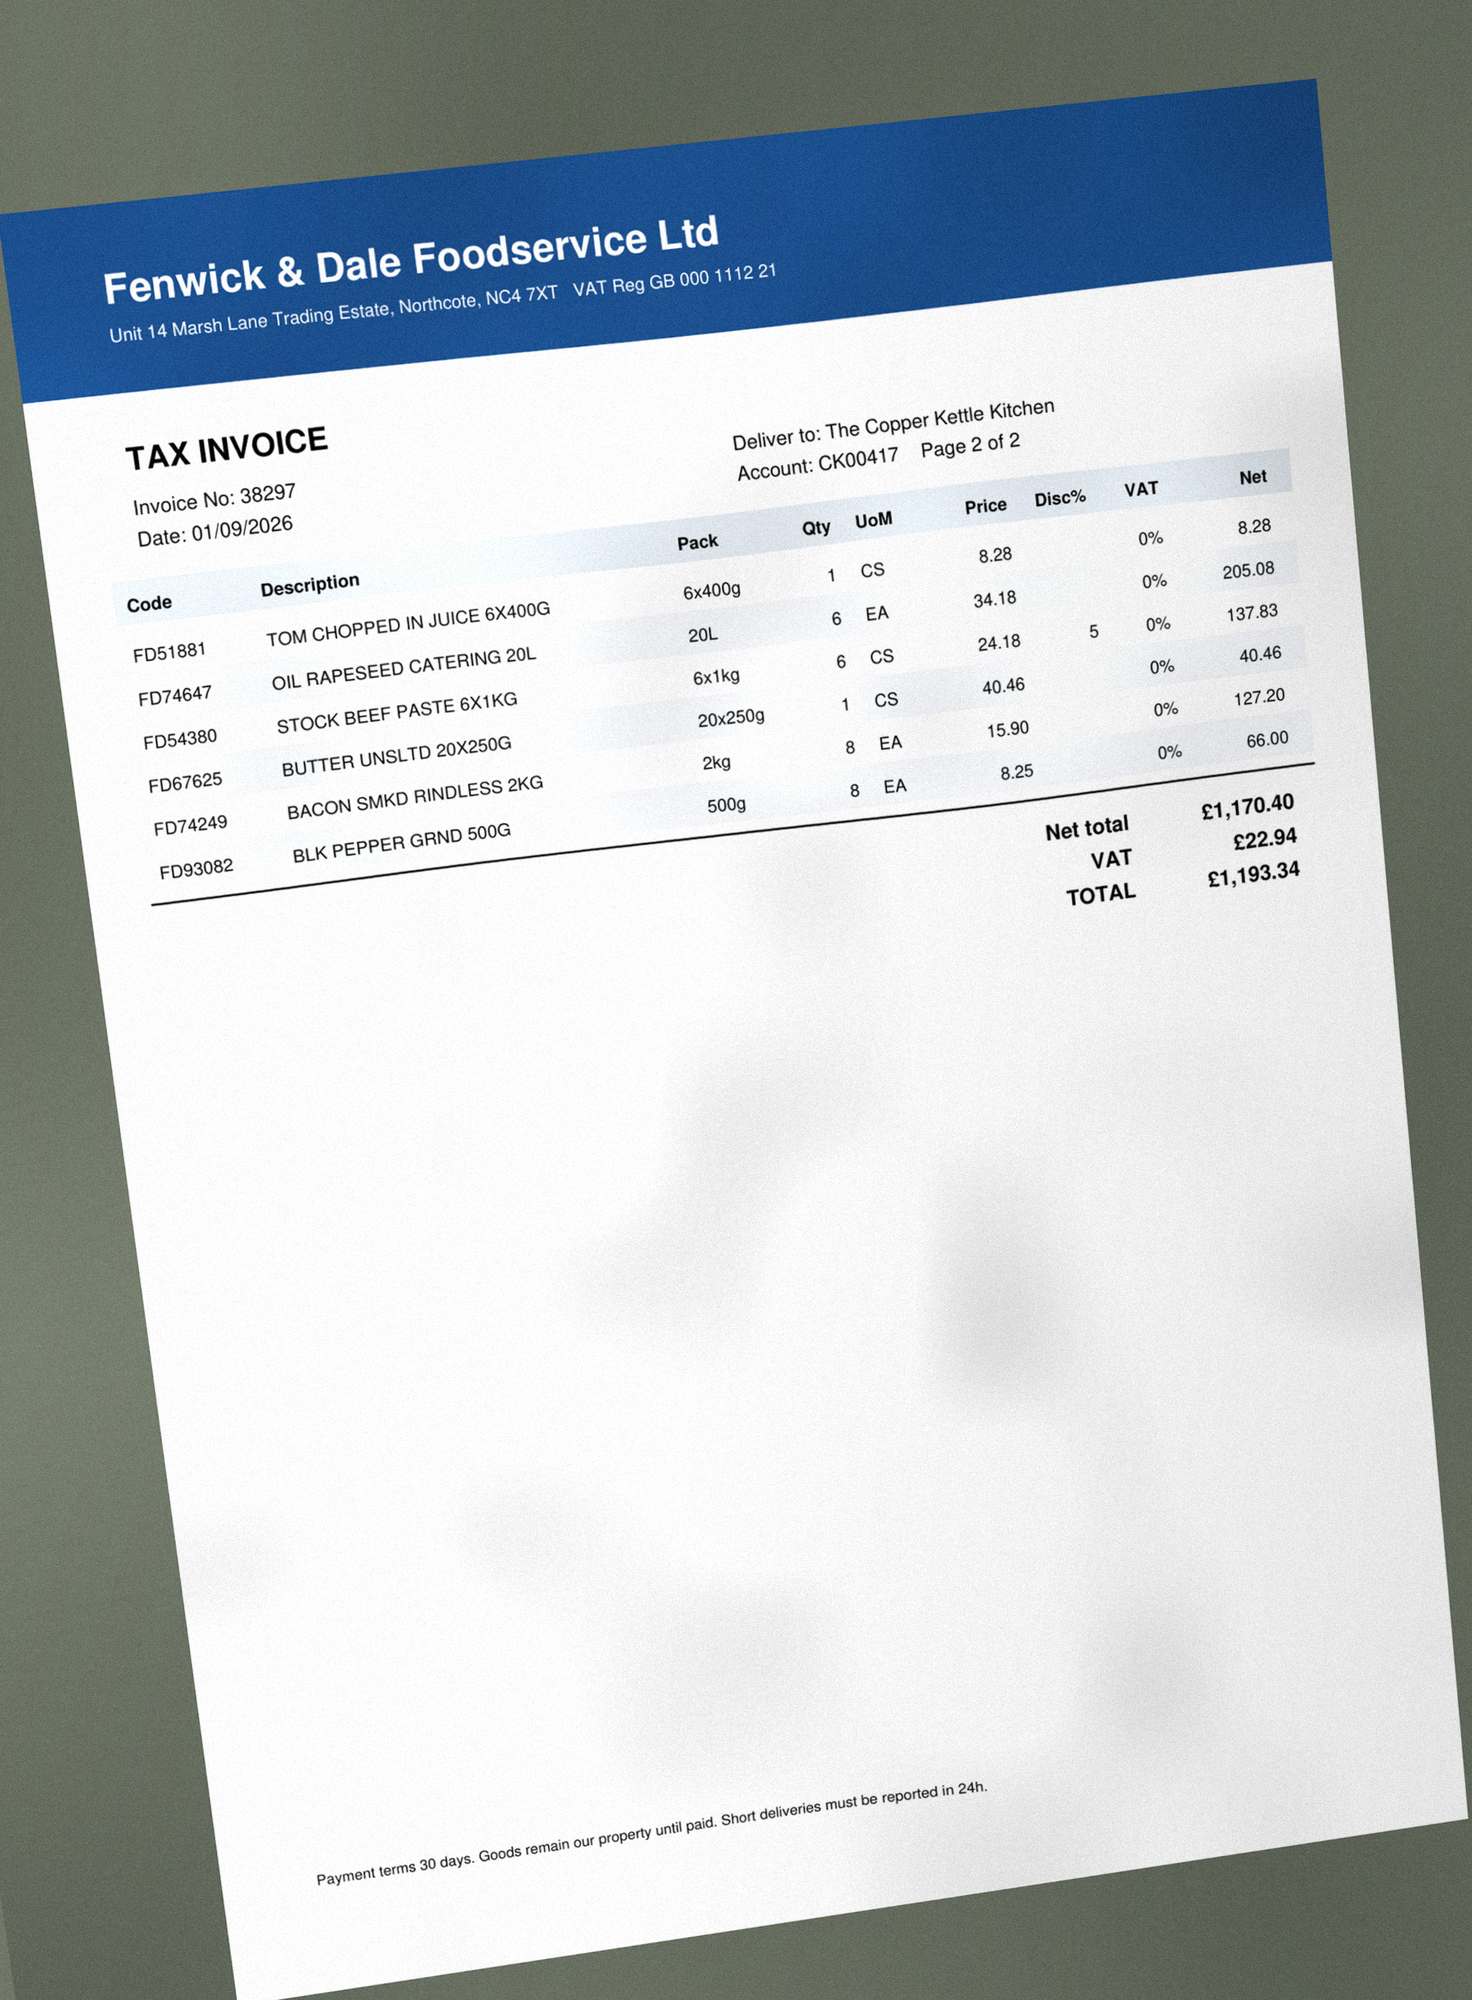 Fenwick & Dale Foodservice Ltd
Unit 14 Marsh Lane Trading Estate, Northcote, NC4 7XT VAT Reg GB 000 1112 21
TAX INVOICE
Invoice No: 38297
Date: 01/09/2026
Deliver to: The Copper Kettle Kitchen
Account: CK00417 Page 2 of 2
Code Description Pack Qty UoM Price Disc% VAT Net
FD51881 TOM CHOPPED IN JUICE 6X400G 6x400g 1 CS 8.28 0% 8.28
FD74647 OIL RAPESEED CATERING 20L 20L 6 EA 34.18 0% 205.08
FD54380 STOCK BEEF PASTE 6X1KG 6x1kg 6 CS 24.18 5 0% 137.83
FD67625 BUTTER UNSLTD 20X250G 20x250g 1 CS 40.46 0% 40.46
FD74249 BACON SMKD RINDLESS 2KG 2kg 8 EA 15.90 0% 127.20
FD93082 BLK PEPPER GRND 500G 500g 8 EA 8.25 0% 66.00
Net total £1,170.40
VAT £22.94
TOTAL £1,193.34
Payment terms 30 days. Goods remain our property until paid. Short deliveries must be reported in 24h.